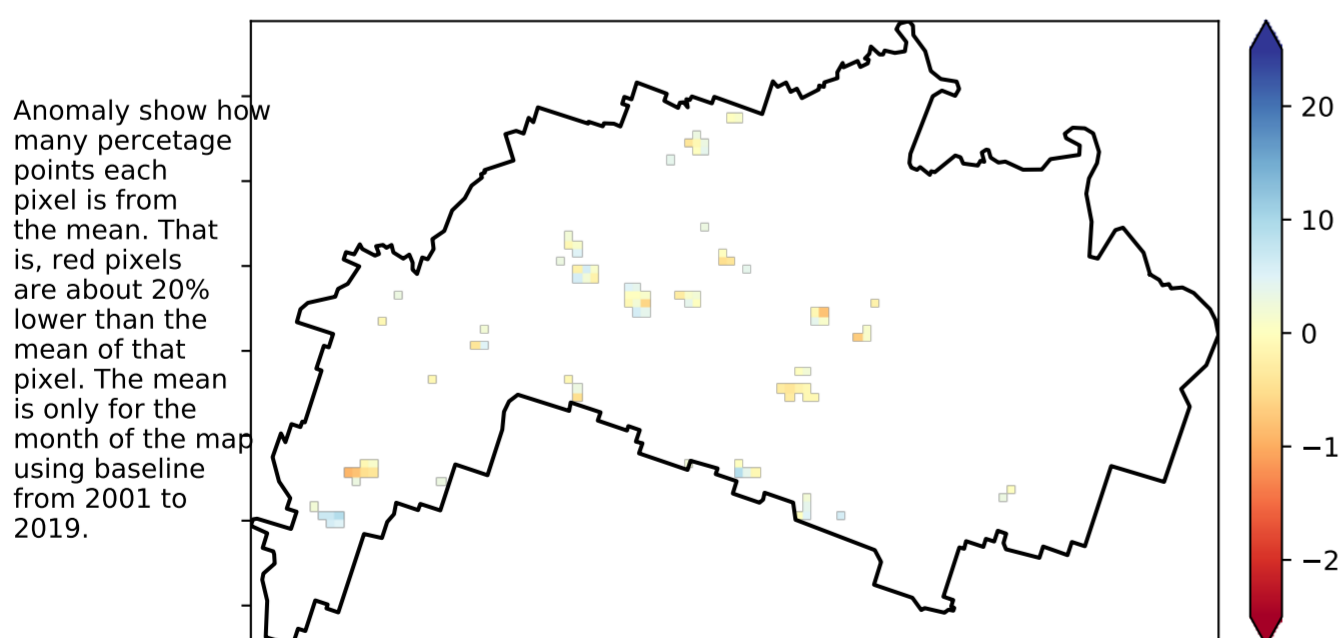 Anomaly show how
many percetage
points each
pixel is from
the mean. That
is, red pixels
are about 20%
lower than the
mean of that
pixel. The mean
is only for the
month of the map
using baseline
from 2001 to
2019.
20
10
0
−1
−2